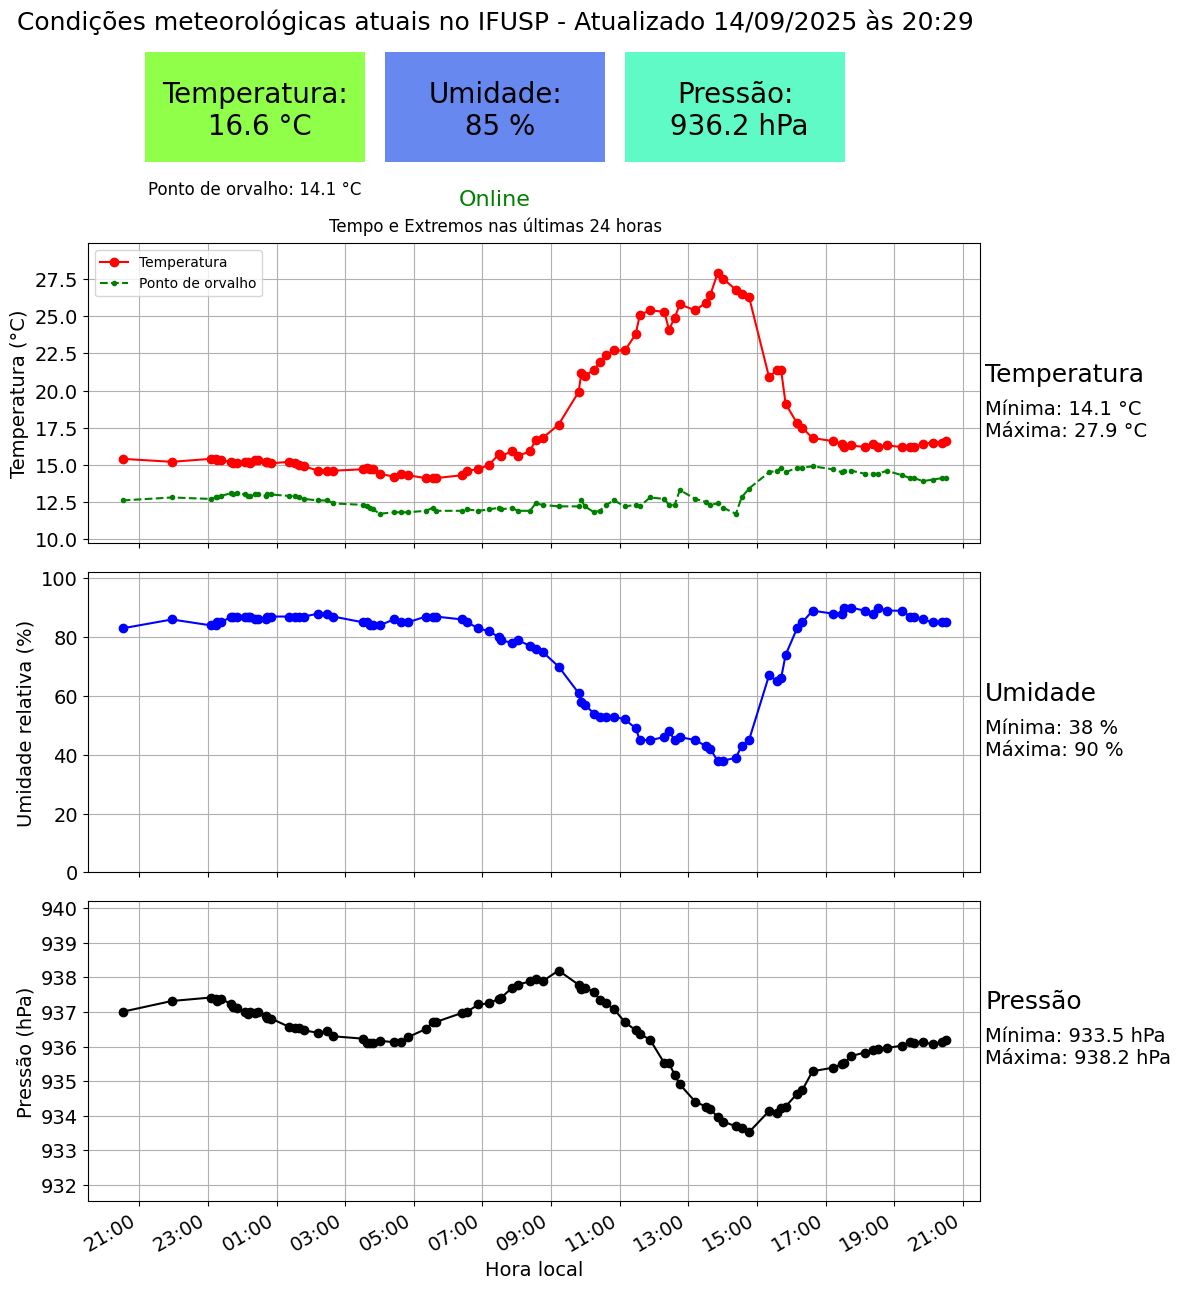 Condições meteorológicas atuais no IFUSP - Atualizado 14/09/2025 às 20:29
Temperatura:
16.6 °C
Umidade:
85 %
Pressão:
936.2 hPa
Ponto de orvalho: 14.1 °C
Online
Tempo e Extremos nas últimas 24 horas
Temperatura
Ponto de orvalho
Temperatura (°C)
27.5
25.0
22.5
20.0
17.5
15.0
12.5
10.0
Temperatura
Mínima: 14.1 °C
Máxima: 27.9 °C
Umidade relativa (%)
100
80
60
40
20
0
Umidade
Mínima: 38 %
Máxima: 90 %
Pressão (hPa)
940
939
938
937
936
935
934
933
932
Pressão
Mínima: 933.5 hPa
Máxima: 938.2 hPa
21:00 23:00 01:00 03:00 05:00 07:00 09:00 11:00 13:00 15:00 17:00 19:00 21:00
Hora local